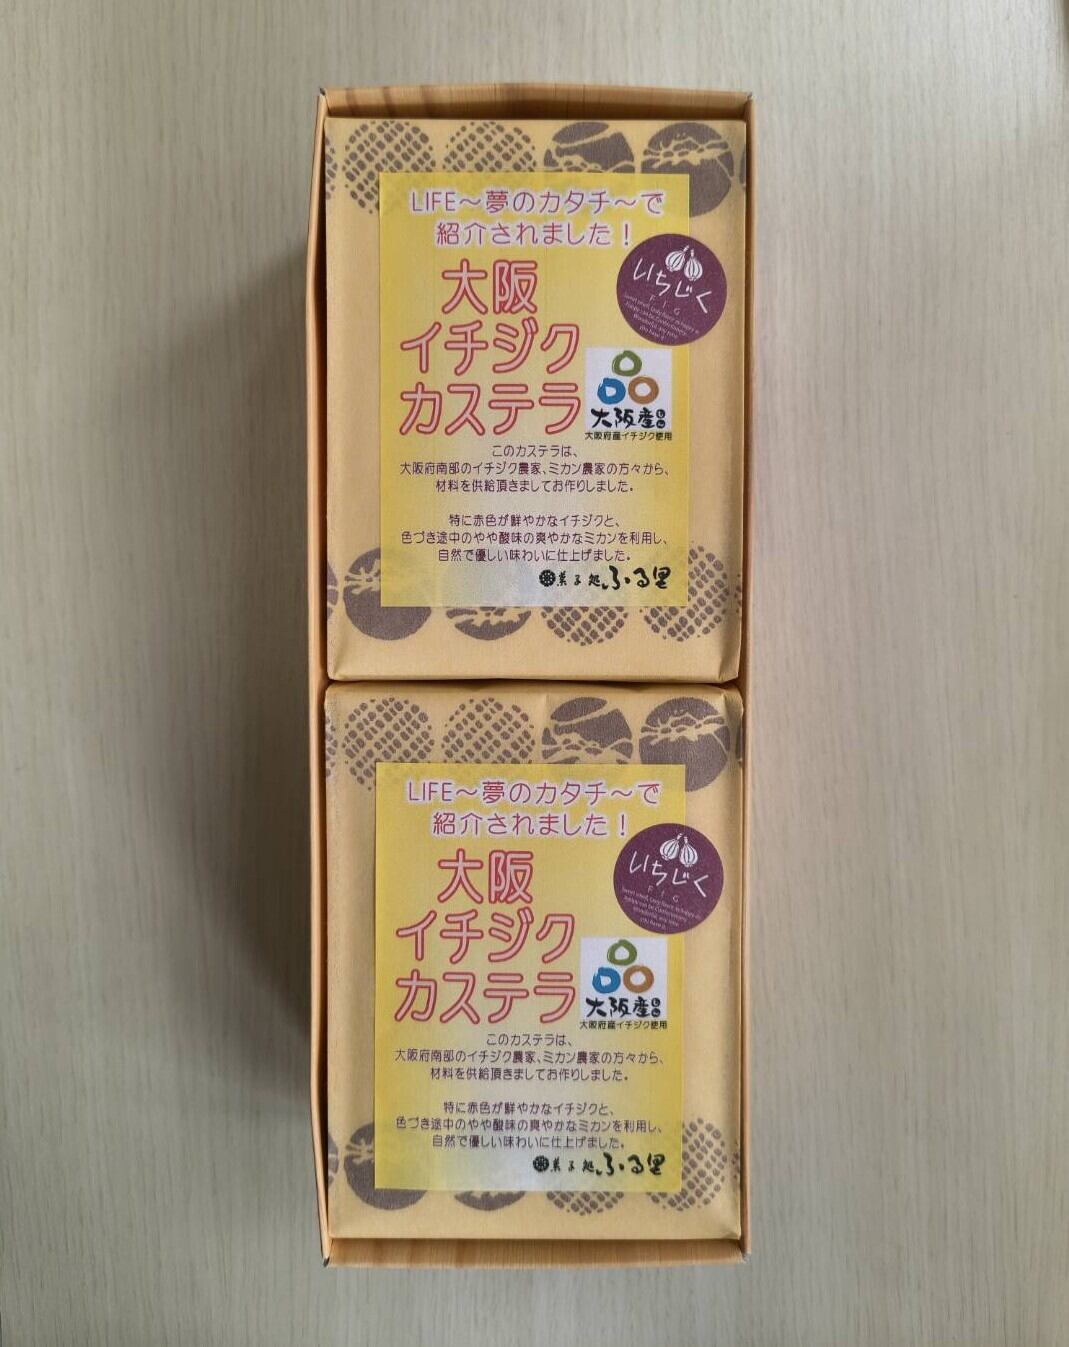 LIFE～夢のカタチ～で
紹介されました！
いちじく
FIG
大阪
イチジク
カステラ
大阪産
大阪府産イチジク使用
このカステラは、
大阪府南部のイチジク農家、ミカン農家の方々から、
材料を供給頂きましてお作りしました。
特に赤色が鮮やかなイチジクと、
色づき途中のやや酸味の爽やかなミカンを利用し、
自然で優しい味わいに仕上げました。
菓子処ふる里
LIFE～夢のカタチ～で
紹介されました！
いちじく
FIG
大阪
イチジク
カステラ
大阪産
大阪府産イチジク使用
このカステラは、
大阪府南部のイチジク農家、ミカン農家の方々から、
材料を供給頂きましてお作りしました。
特に赤色が鮮やかなイチジクと、
色づき途中のやや酸味の爽やかなミカンを利用し、
自然で優しい味わいに仕上げました。
菓子処ふる里